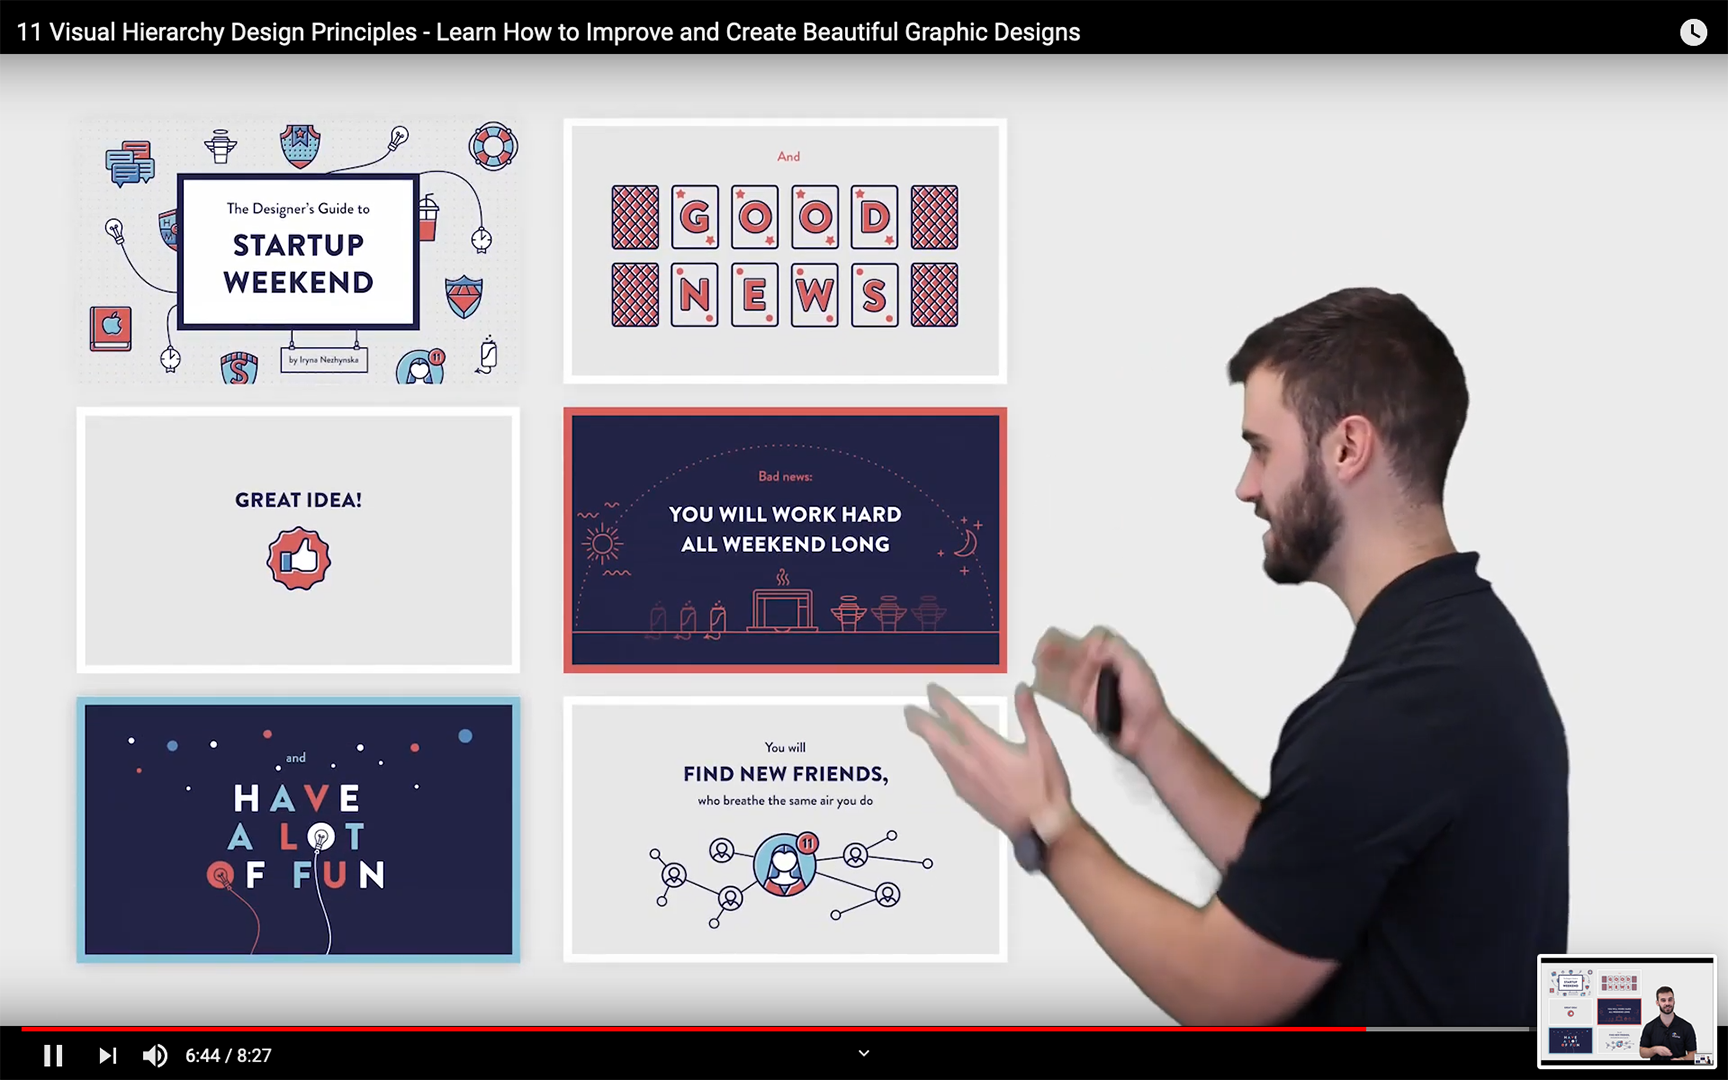 11 Visual Hierarchy Design Principles - Learn How to Improve and Create Beautiful Graphic Designs
The Designer's Guide to
STARTUP
WEEKEND
by Iryna Nezhynska
11
And
GOOD
NEWS
GREAT IDEA!
Bad news:
YOU WILL WORK HARD
ALL WEEKEND LONG
and
HAVE
A LOT
OF FUN
You will
FIND NEW FRIENDS,
who breathe the same air you do
11
6:44 / 8:27